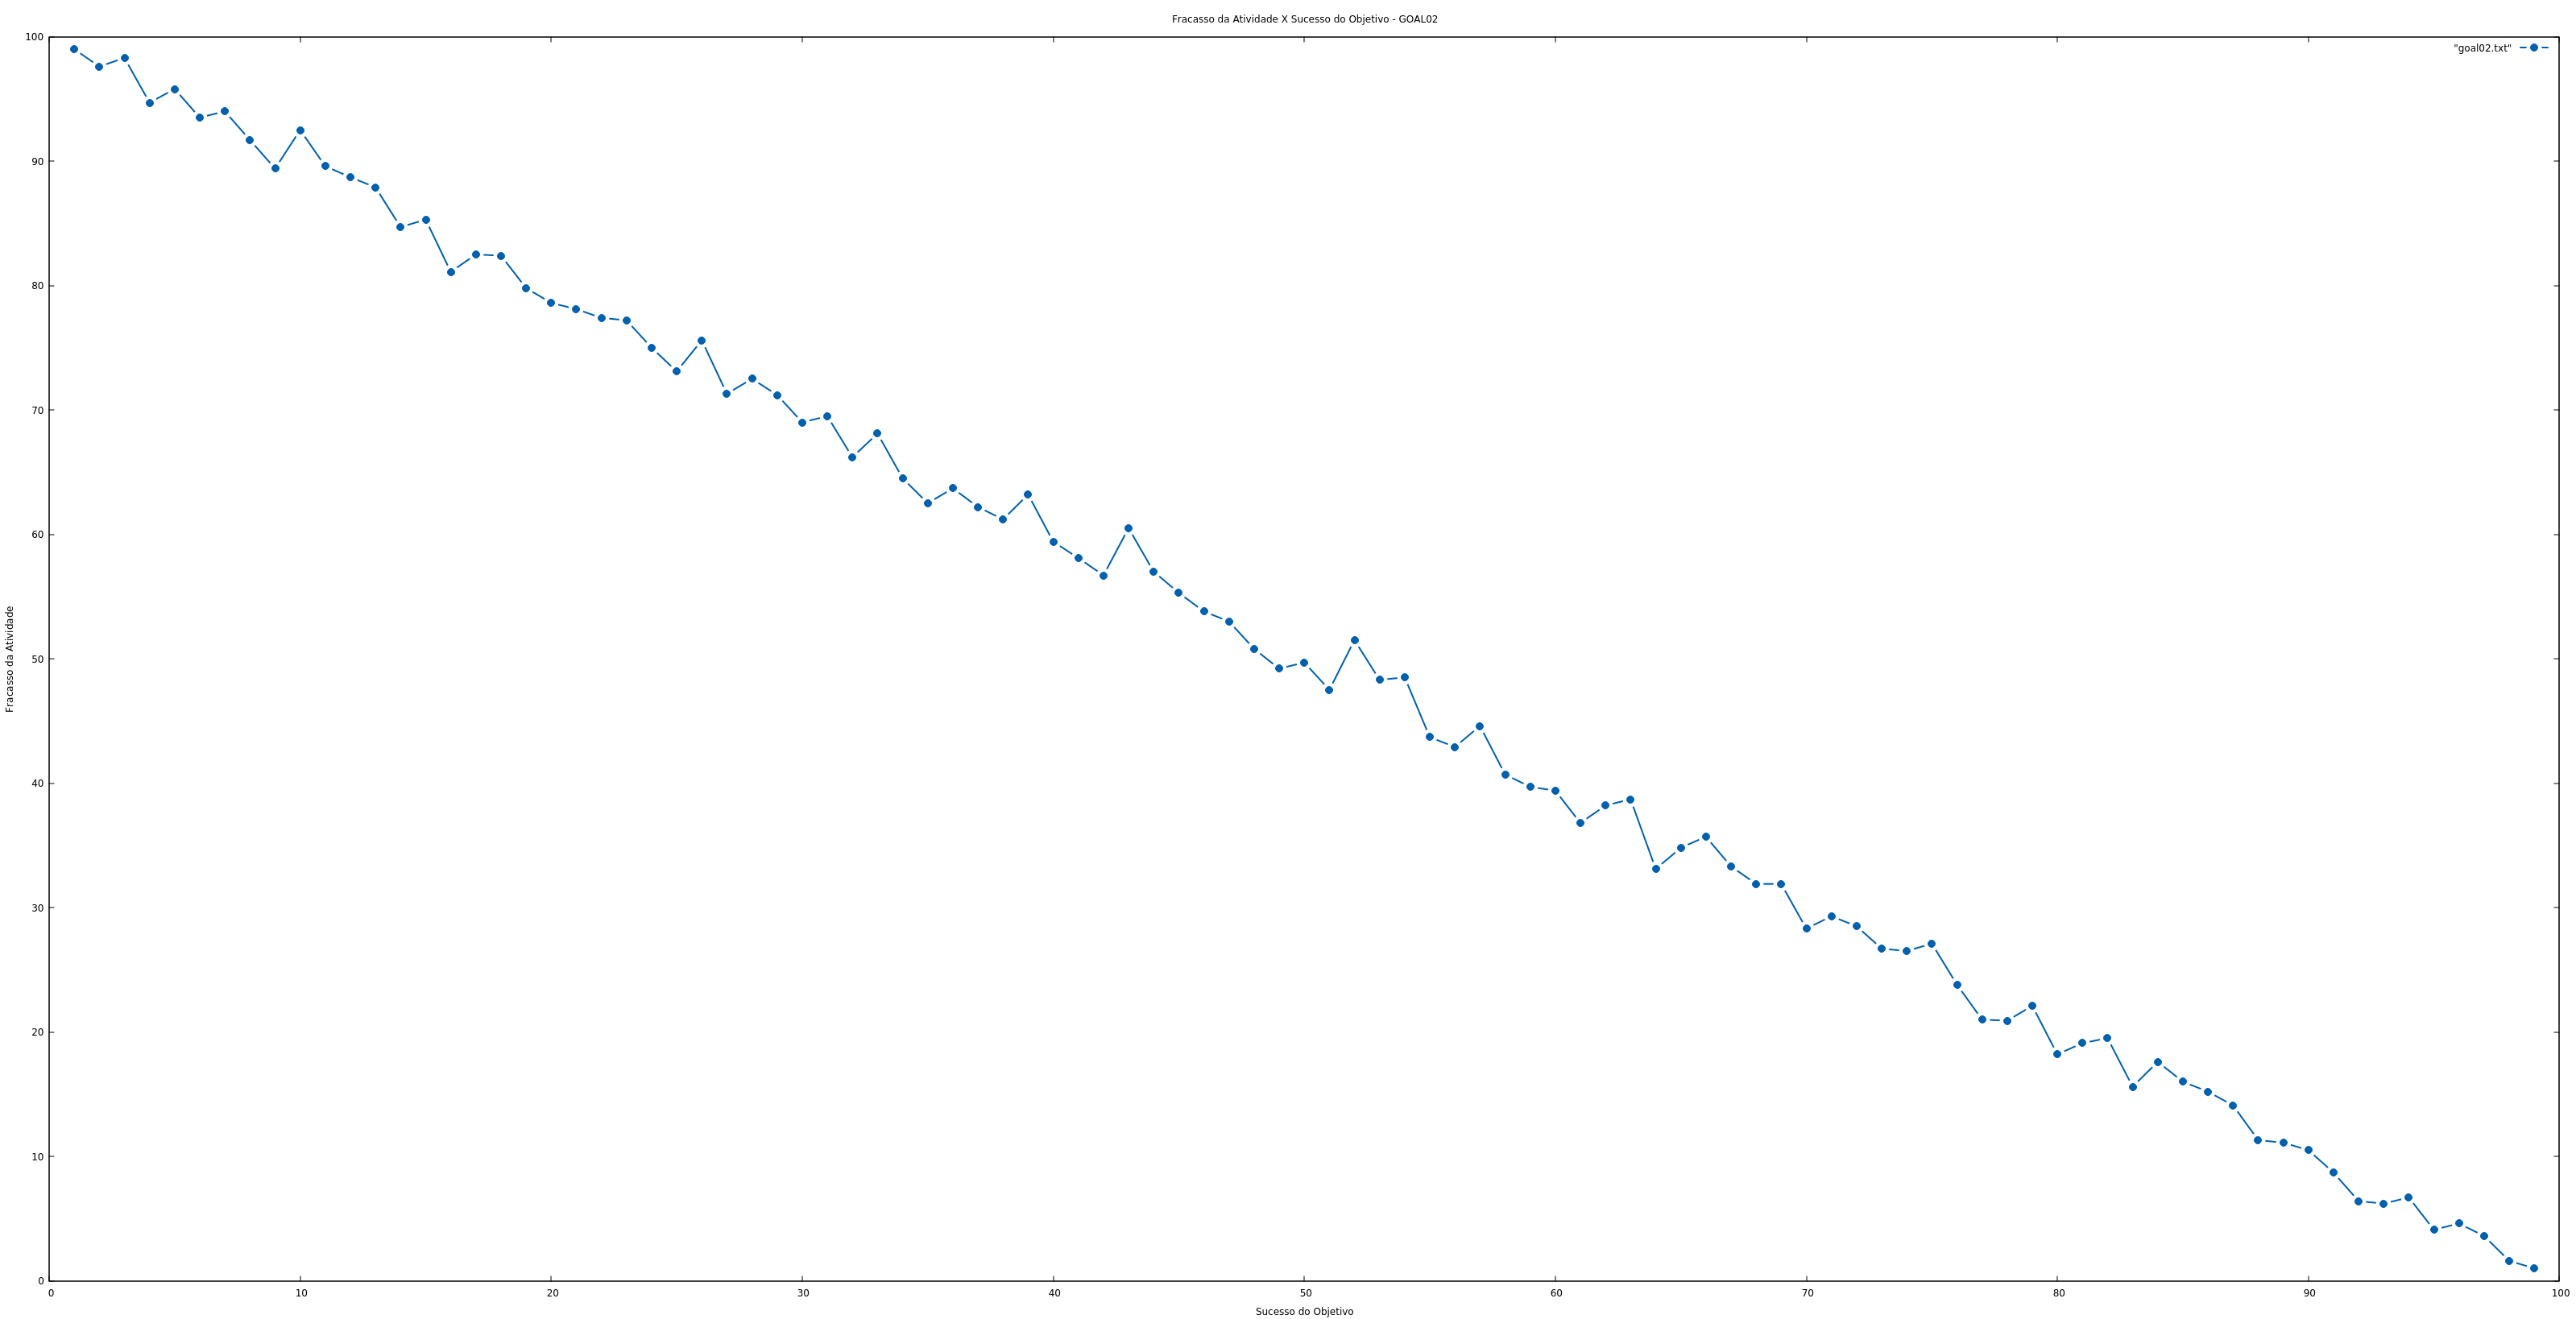 Fracasso da Atividade X Sucesso do Objetivo - GOAL02
"goal02.txt"
100
90
80
70
60
50
40
30
20
10
0
Fracasso da Atividade
0 10 20 30 40 50 60 70 80 90 100
Sucesso do Objetivo